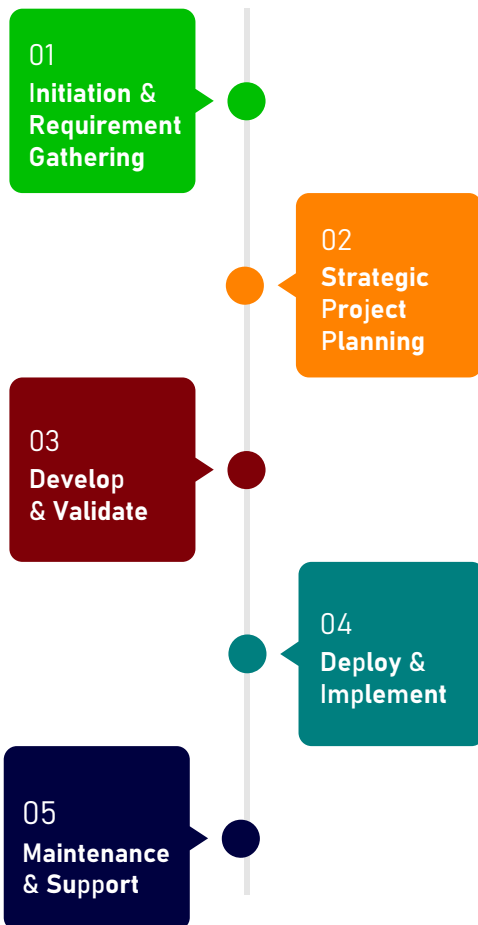 01
Initiation &
Requirement
Gathering
02
Strategic
Project
Planning
03
Develop
& Validate
04
Deploy &
Implement
05
Maintenance
& Support